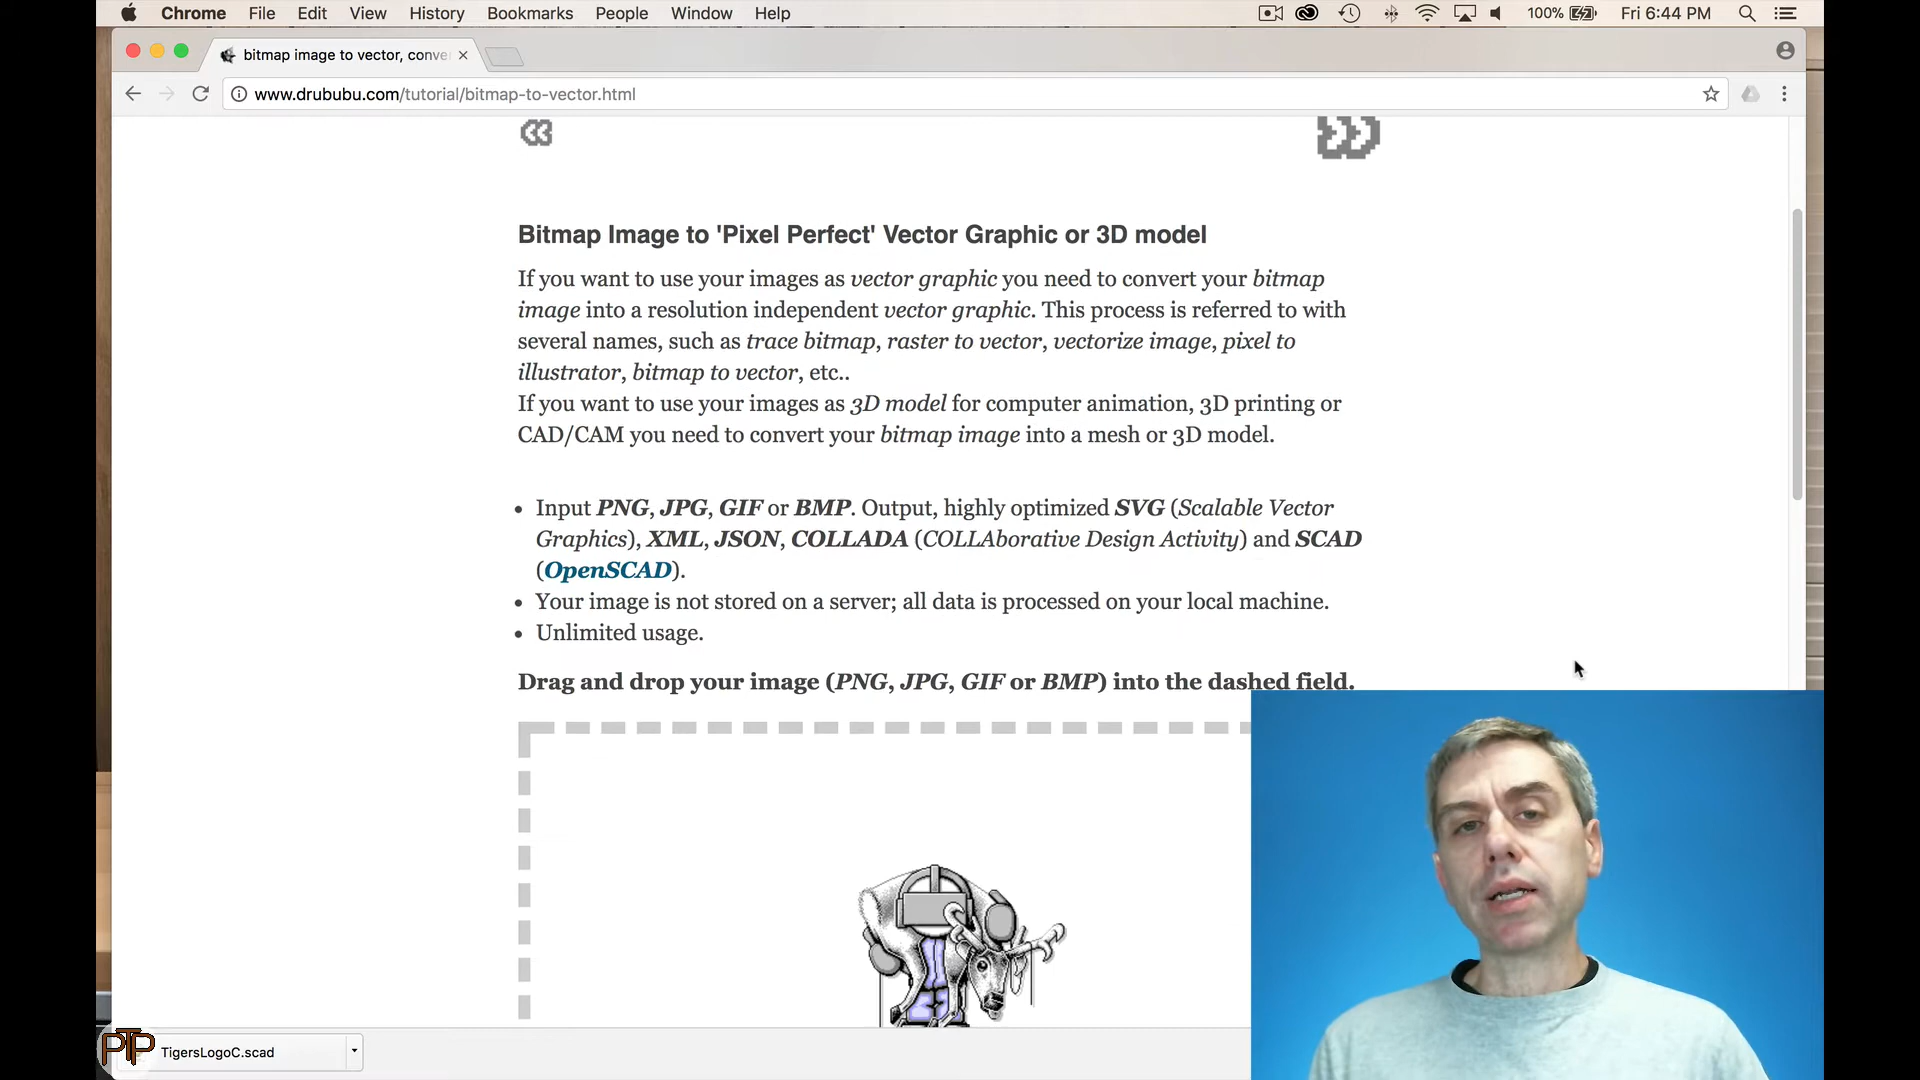 Chrome File Edit View History Bookmarks People Window Help 100% Fri 6:44 PM
bitmap image to vector, conve
www.drububu.com/tutorial/bitmap-to-vector.html
Bitmap Image to 'Pixel Perfect' Vector Graphic or 3D model
If you want to use your images as vector graphic you need to convert your bitmap
image into a resolution independent vector graphic. This process is referred to with
several names, such as trace bitmap, raster to vector, vectorize image, pixel to
illustrator, bitmap to vector, etc..
If you want to use your images as 3D model for computer animation, 3D printing or
CAD/CAM you need to convert your bitmap image into a mesh or 3D model.
• Input PNG, JPG, GIF or BMP. Output, highly optimized SVG (Scalable Vector
Graphics), XML, JSON, COLLADA (COLLAborative Design Activity) and SCAD
(OpenSCAD).
• Your image is not stored on a server; all data is processed on your local machine.
• Unlimited usage.
Drag and drop your image (PNG, JPG, GIF or BMP) into the dashed field.
PTP
TigersLogoC.scad